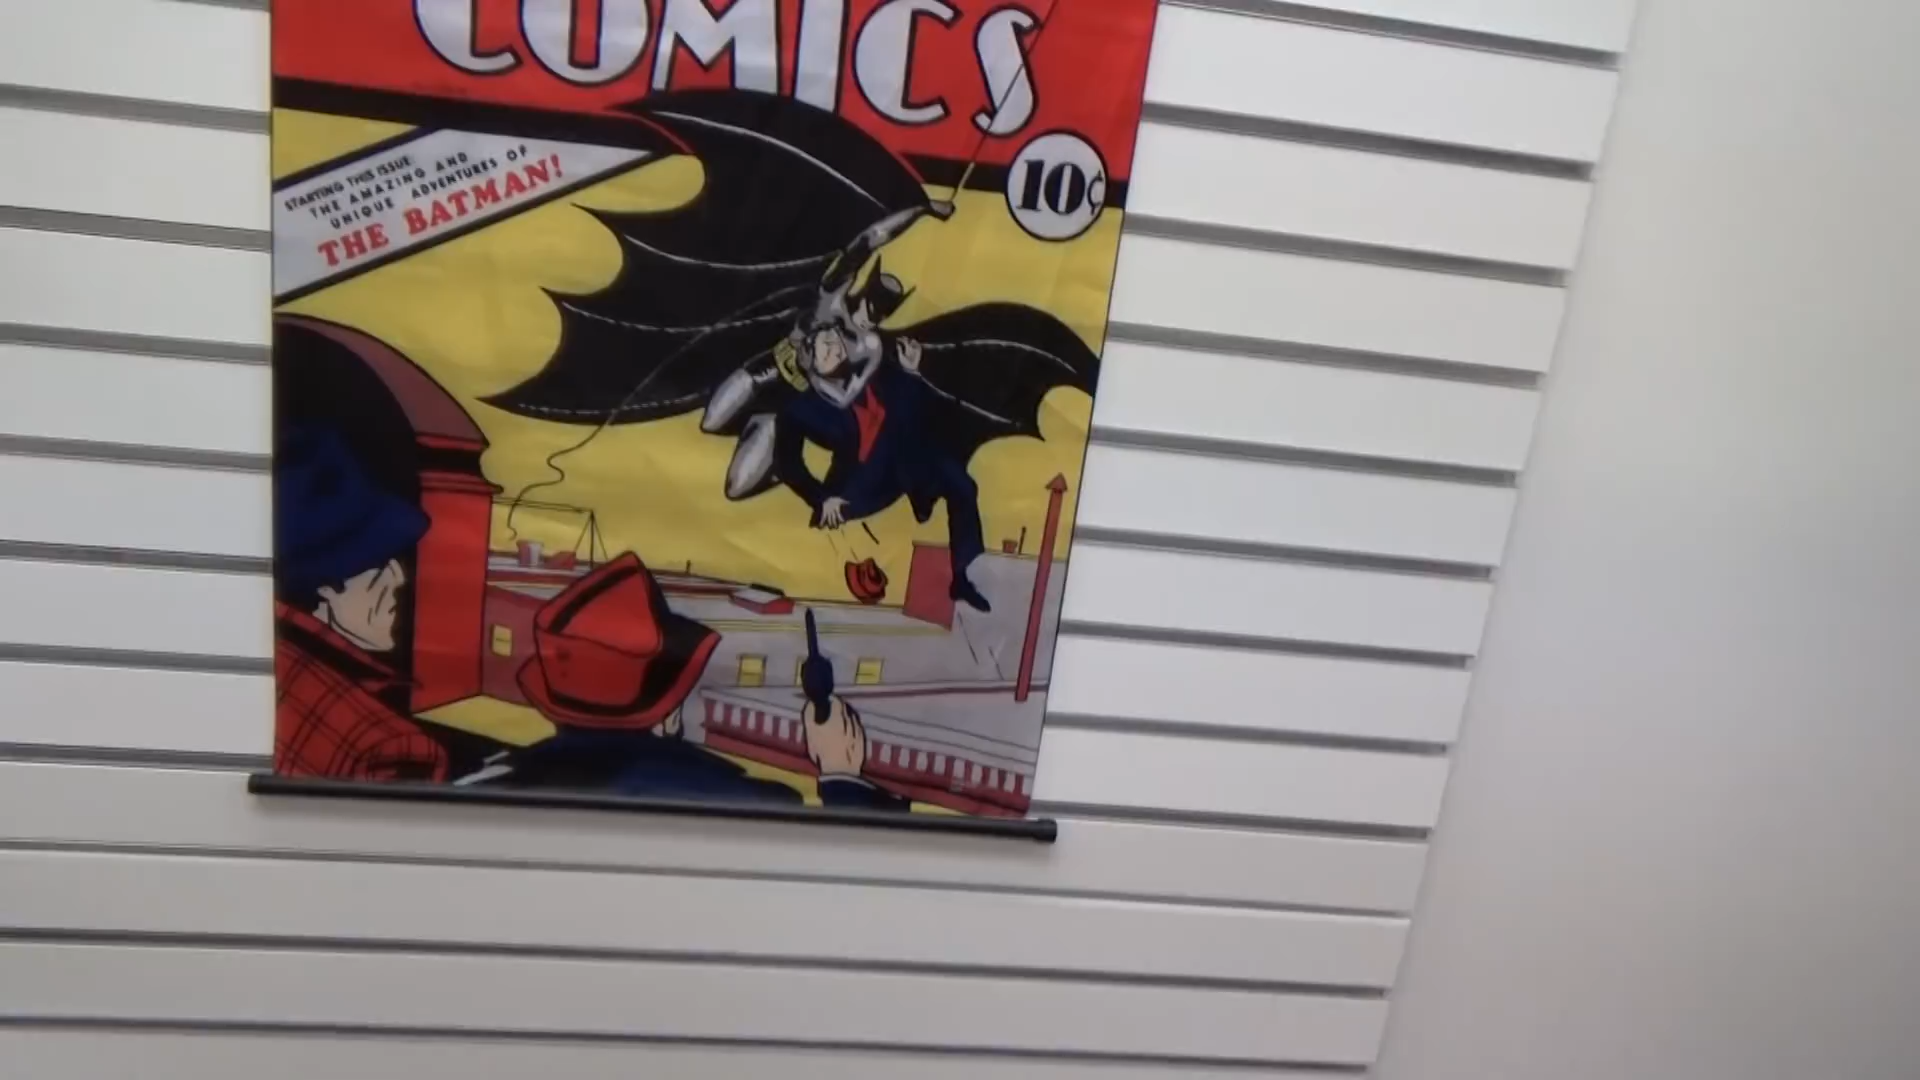 COMICS
10¢
STARTING THIS ISSUE:
THE AMAZING AND
UNIQUE ADVENTURES OF
THE BATMAN!